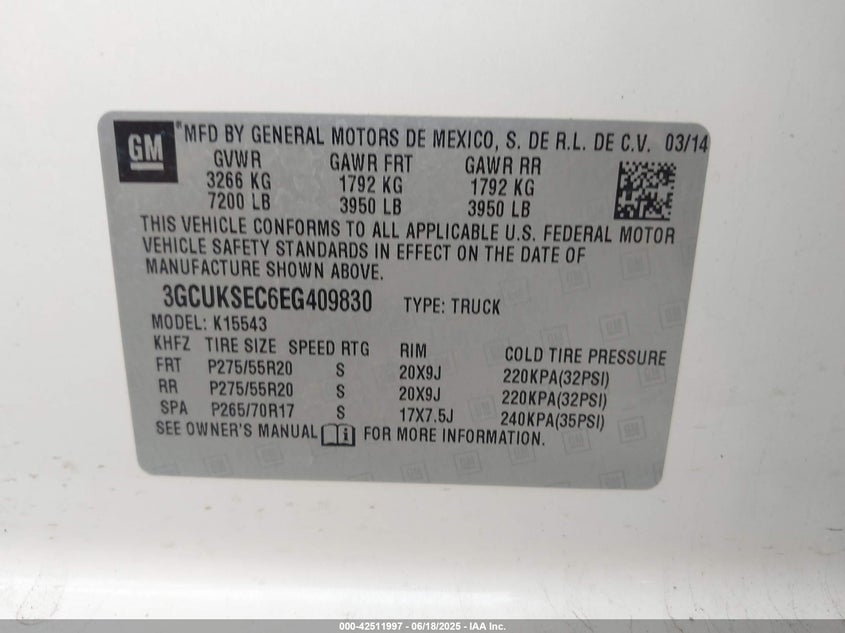 GM
*MFD BY GENERAL MOTORS DE MEXICO, S. DE R.L. DE C.V. 03/14
GVWR GAWR FRT GAWR RR
3266 KG 1792 KG 1792 KG
7200 LB 3950 LB 3950 LB
THIS VEHICLE CONFORMS TO ALL APPLICABLE U.S. FEDERAL MOTOR
VEHICLE SAFETY STANDARDS IN EFFECT ON THE DATE OF
MANUFACTURE SHOWN ABOVE.
3GCUKSEC6EG409830 TYPE: TRUCK
MODEL: K15543
KHFZ TIRE SIZE SPEED RTG RIM COLD TIRE PRESSURE
FRT P275/55R20 S 20X9J 220KPA(32PSI)
RR P275/55R20 S 20X9J 220KPA(32PSI)
SPA P265/70R17 S 17X7.5J 240KPA(35PSI)
SEE OWNER'S MANUAL i FOR MORE INFORMATION.
000-42511997 - 06/18/2025 - IAA Inc.